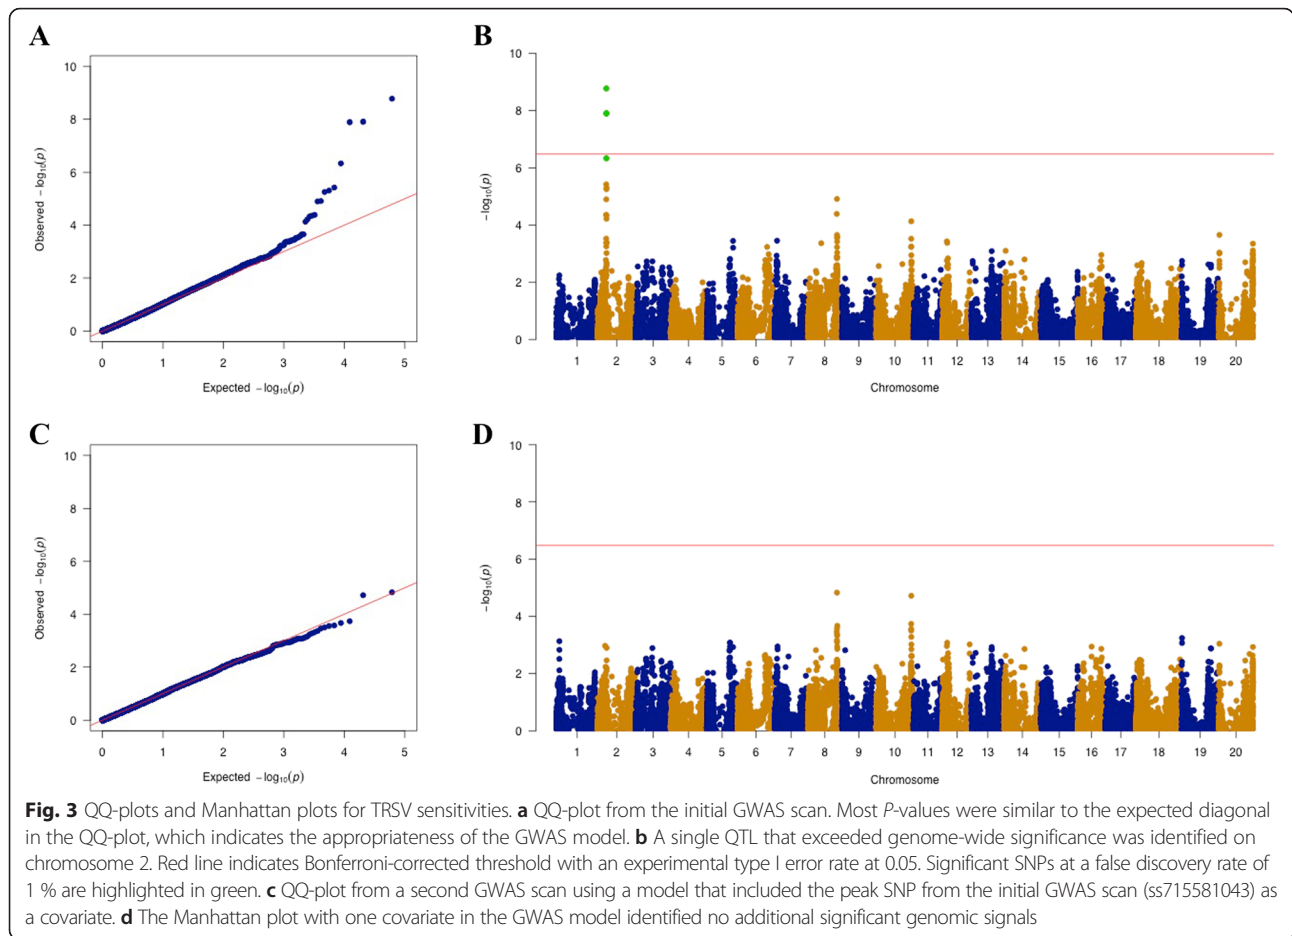 A
10
8
6
4
2
0
Observed −log10(p)
0 1 2 3 4 5
Expected −log10(p)
B
10
8
6
4
2
0
−log10(p)
1 2 3 4 5 6 7 8 9 10 11 12 13 14 15 16 17 18 19 20
Chromosome
C
10
8
6
4
2
0
Observed −log10(p)
0 1 2 3 4 5
Expected −log10(p)
D
10
8
6
4
2
0
−log10(p)
1 2 3 4 5 6 7 8 9 10 11 12 13 14 15 16 17 18 19 20
Chromosome
Fig. 3 QQ-plots and Manhattan plots for TRSV sensitivities. a QQ-plot from the initial GWAS scan. Most P-values were similar to the expected diagonal
in the QQ-plot, which indicates the appropriateness of the GWAS model. b A single QTL that exceeded genome-wide significance was identified on
chromosome 2. Red line indicates Bonferroni-corrected threshold with an experimental type I error rate at 0.05. Significant SNPs at a false discovery rate of
1 % are highlighted in green. c QQ-plot from a second GWAS scan using a model that included the peak SNP from the initial GWAS scan (ss715581043) as
a covariate. d The Manhattan plot with one covariate in the GWAS model identified no additional significant genomic signals